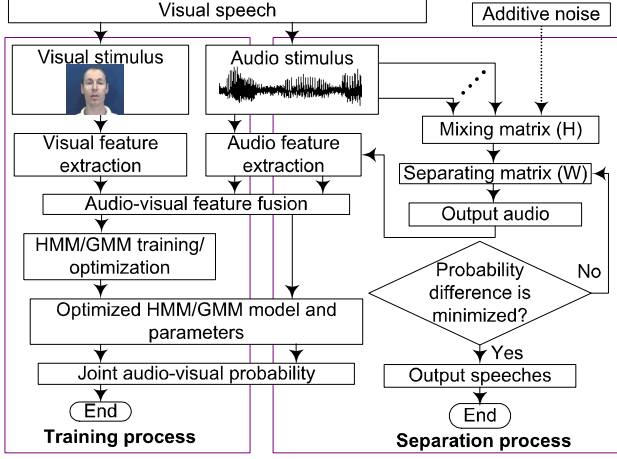 Visual speech
Additive noise
Visual stimulus
Audio stimulus
Mixing matrix (H)
Visual feature
extraction
Audio feature
extraction
Separating matrix (W)
Audio-visual feature fusion
Output audio
HMM/GMM training/
optimization
Probability
difference is
minimized?
No
Optimized HMM/GMM model and
parameters
Yes
Joint audio-visual probability
Output speeches
End
End
Training process
Separation process